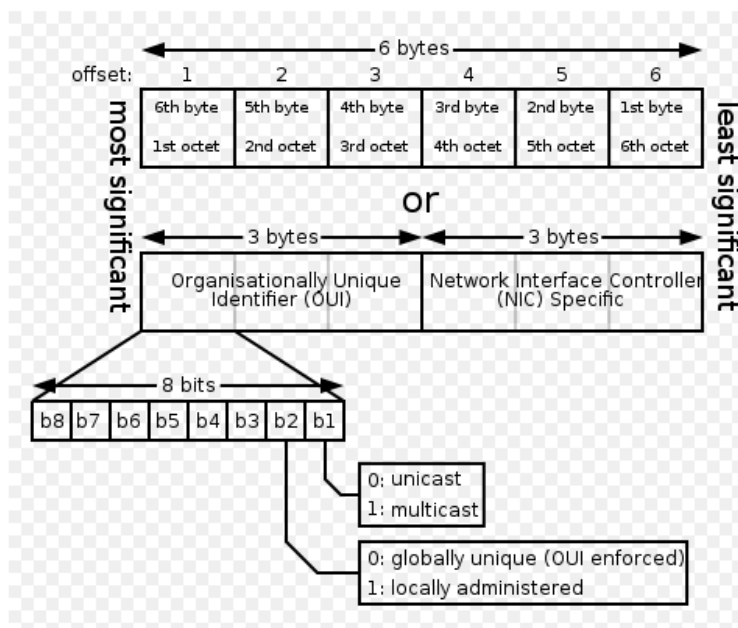 6 bytes
offset: 1 2 3 4 5 6
6th byte 5th byte 4th byte 3rd byte 2nd byte 1st byte
1st octet 2nd octet 3rd octet 4th octet 5th octet 6th octet
most significant
least significant
or
3 bytes 3 bytes
Organisationally Unique
Identifier (OUI)
Network Interface Controller
(NIC) Specific
8 bits
b8 b7 b6 b5 b4 b3 b2 b1
0: unicast
1: multicast
0: globally unique (OUI enforced)
1: locally administered